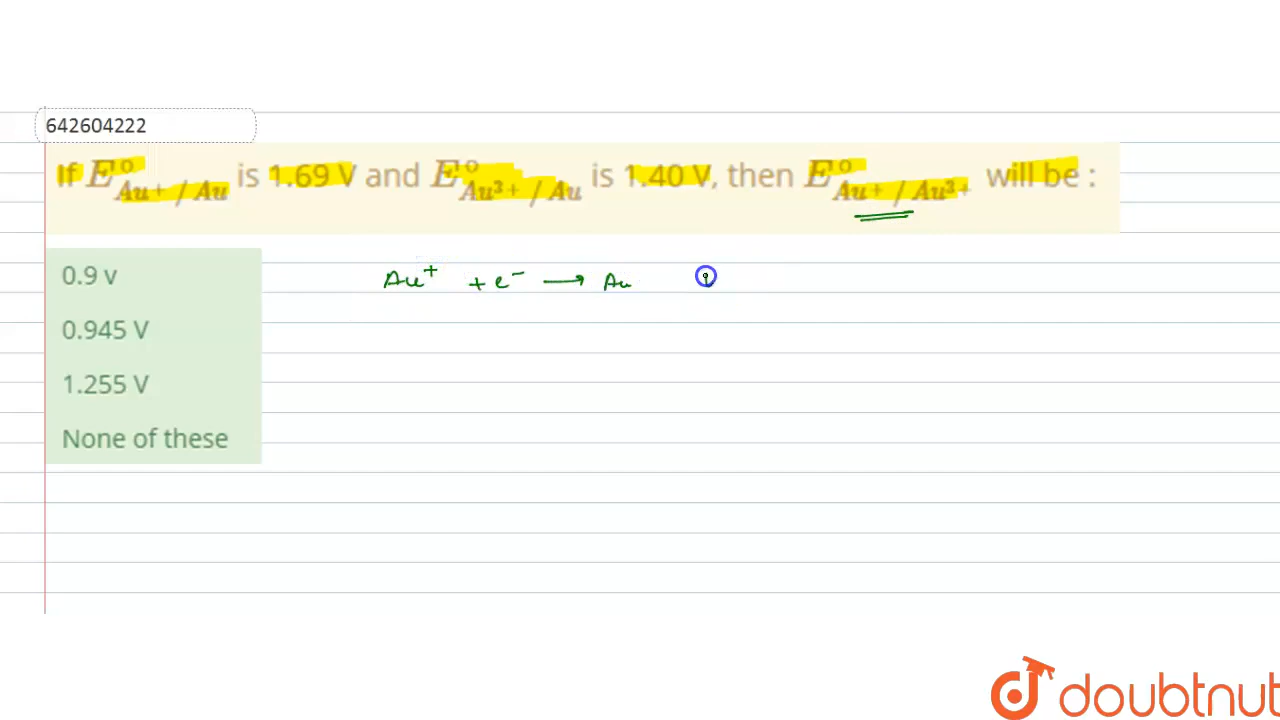 642604222
If E°Au+ / Au is 1.69 V and E°Au3+ / Au is 1.40 V, then E°Au+ / Au3+ will be :
0.9 v
0.945 V
1.255 V
None of these
Au+ + e− → Au
doubtnut